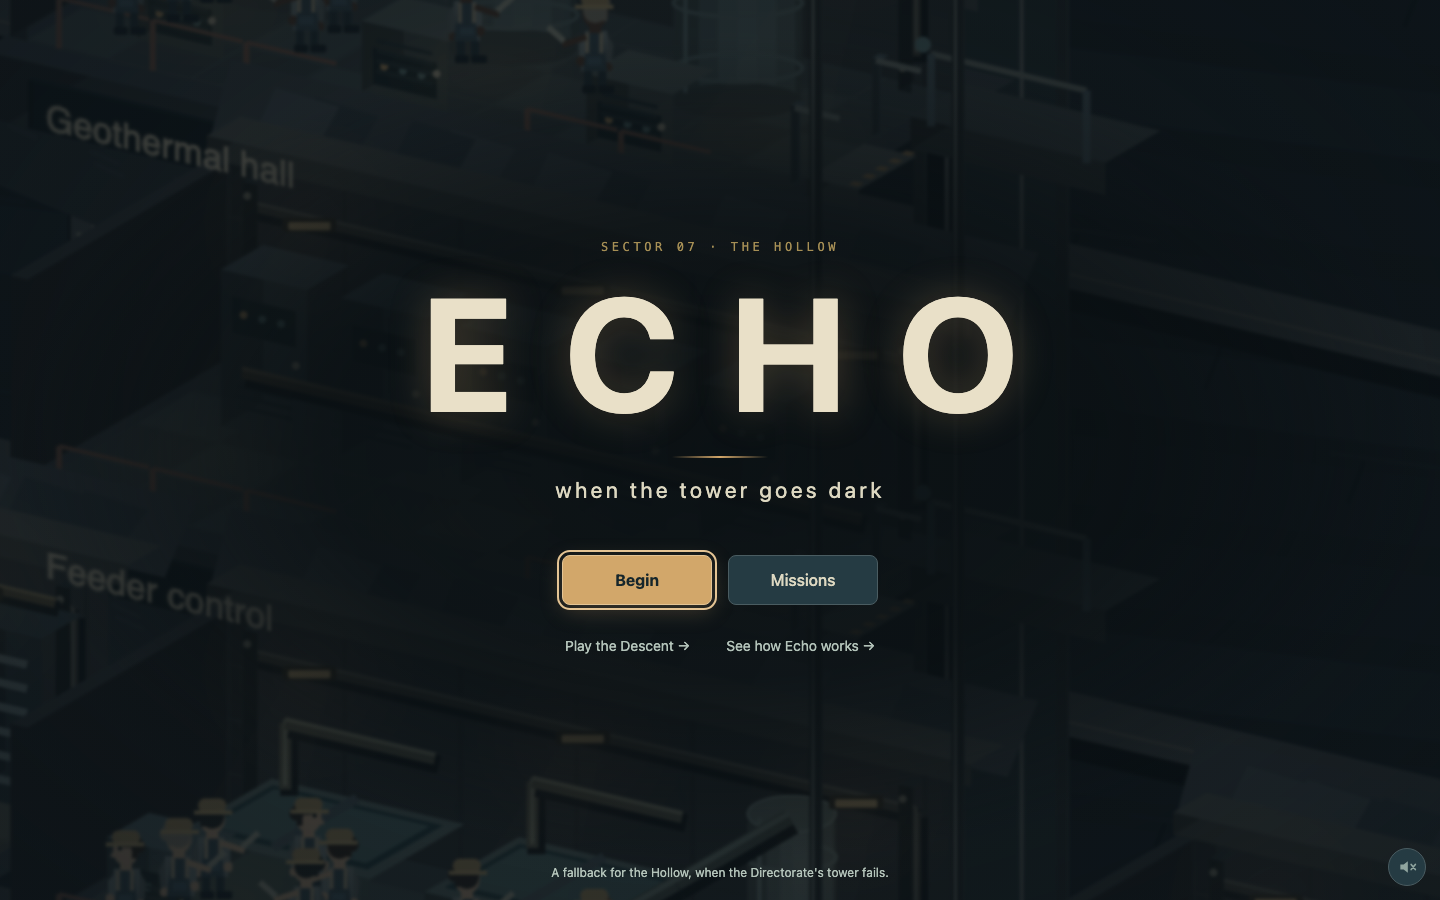 Geothermal hall
SECTOR 07 · THE HOLLOW
ECHO
when the tower goes dark
Feeder control
Begin
Missions
Play the Descent →
See how Echo works →
A fallback for the Hollow, when the Directorate's tower fails.